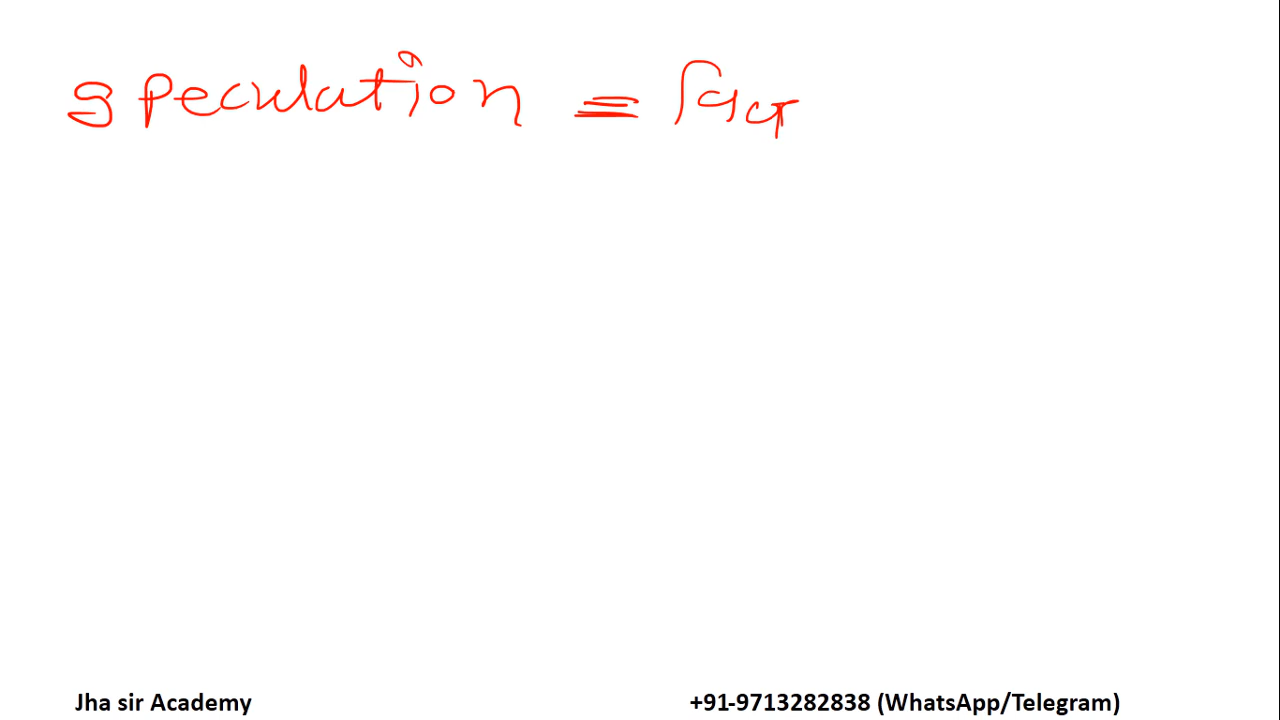 speculation =
Jha sir Academy
+91-9713282838 (WhatsApp/Telegram)